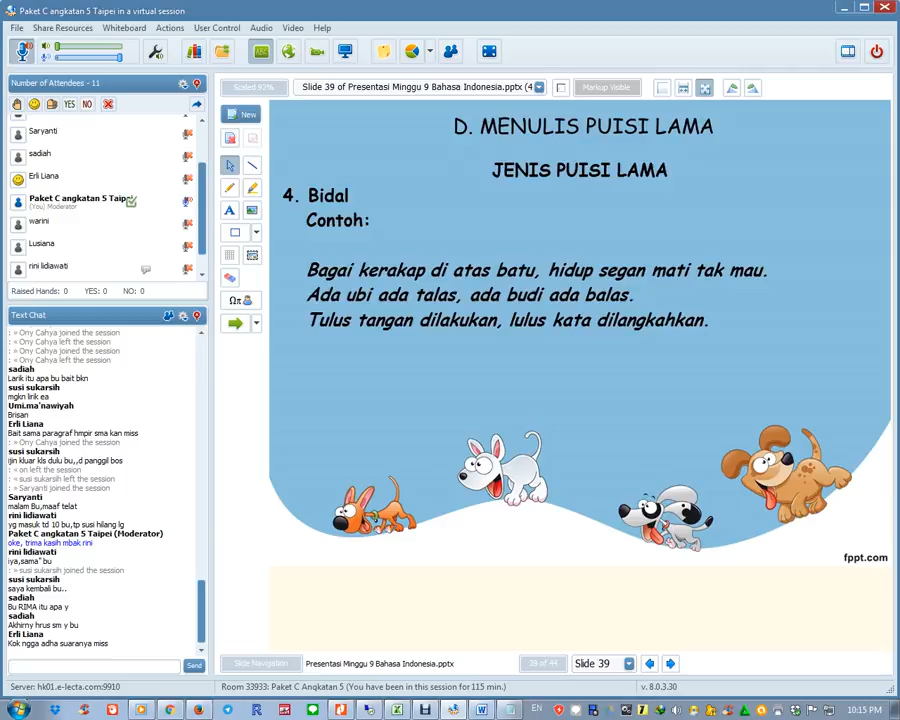 Paket C angkatan 5 Taipei in a virtual session
File Share Resources Whiteboard Actions User Control Audio Video Help
Number of Attendees - 11
YES NO
Saryanti
sadiah
Erli Liana
Paket C angkatan 5 Taipei
(You) Moderator
warini
Lusiana
rini lidiawati
Raised Hands: 0 YES: 0 NO: 0
Text Chat
: » Ony Cahya joined the session
: » Ony Cahya left the session
: » Ony Cahya joined the session
: » Ony Cahya left the session
sadiah
Larik itu apa bu bait bkn
susi sukarsih
mgkn lirik ea
Umi.ma'nawiyah
Brisan
Erli Liana
Bait sama paragraf hmpir sma kan miss
: » Ony Cahya joined the session
susi sukarsih
ijin kluar kls dulu bu,,d panggil bos
: » on left the session
: » susi sukarsih left the session
: » Saryanti joined the session
Saryanti
malam Bu,maaf telat
rini lidiawati
yg masuk td 10 bu,tp susi hilang lg
Paket C angkatan 5 Taipei (Moderator)
oke, trima kasih mbak rini
rini lidiawati
iya,sama" bu
: » susi sukarsih joined the session
susi sukarsih
saya kembali bu..
sadiah
Bu RIMA itu apa y
sadiah
Akhirny hrus sm y bu
Erli Liana
Kok ngga adha suaranya miss
Send
Scaled 92%
Slide 39 of Presentasi Minggu 9 Bahasa Indonesia.pptx (4
Markup Visible
New
A
Ωπ
D. MENULIS PUISI LAMA
JENIS PUISI LAMA
4. Bidal
Contoh:
Bagai kerakap di atas batu, hidup segan mati tak mau.
Ada ubi ada talas, ada budi ada balas.
Tulus tangan dilakukan, lulus kata dilangkahkan.
fppt.com
Slide Navigation
Presentasi Minggu 9 Bahasa Indonesia.pptx
39 of 44
Slide 39
Server: hk01.e-lecta.com:9910
Room 33933: Paket C Angkatan 5 (You have been in this session for 115 min.)
v. 8.0.3.30
EN
10:15 PM